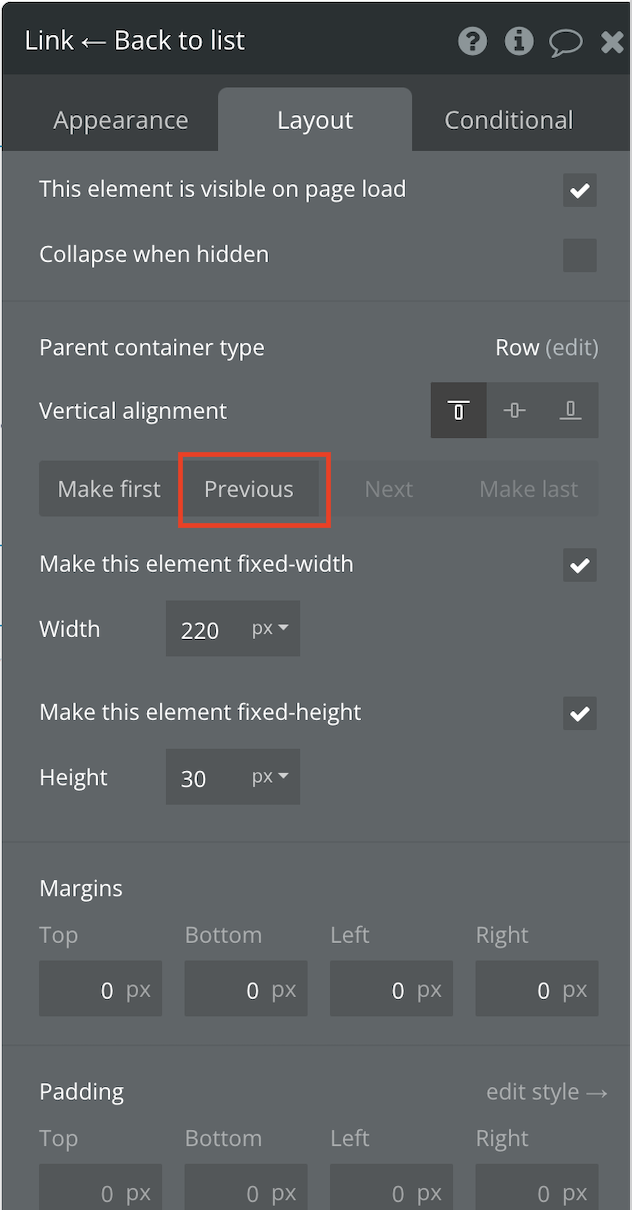 Link ← Back to list
Appearance Layout Conditional
This element is visible on page load
Collapse when hidden
Parent container type Row (edit)
Vertical alignment
Make first Previous Next Make last
Make this element fixed-width
Width 220 px
Make this element fixed-height
Height 30 px
Margins
Top Bottom Left Right
0 px 0 px 0 px 0 px
Padding edit style →
Top Bottom Left Right
0 px 0 px 0 px 0 px